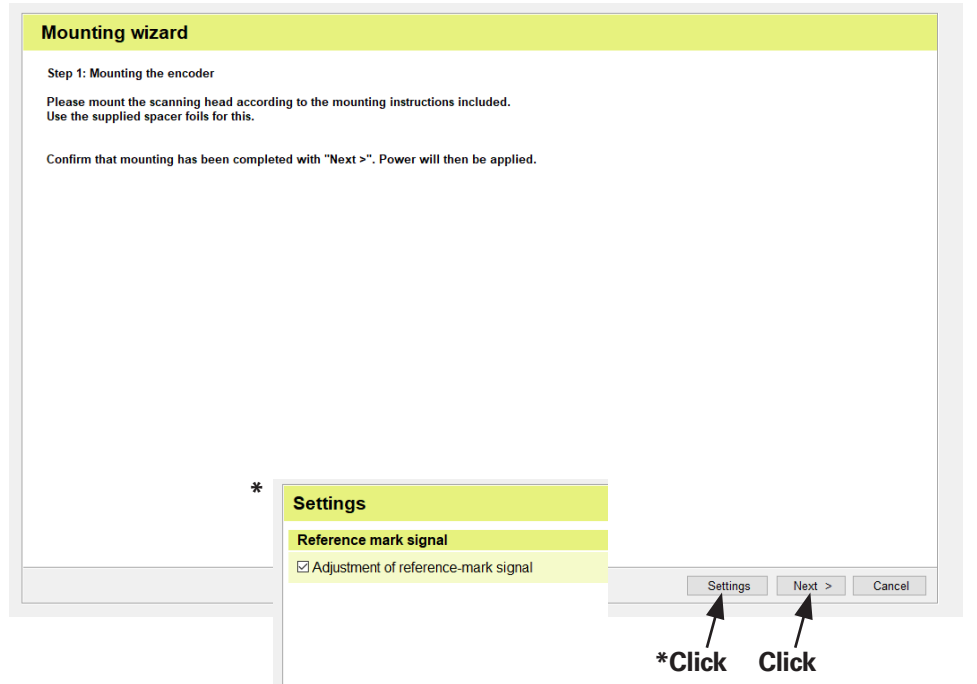 Mounting wizard
Step 1: Mounting the encoder
Please mount the scanning head according to the mounting instructions included.
Use the supplied spacer foils for this.
Confirm that mounting has been completed with "Next >". Power will then be applied.
*
Settings
Reference mark signal
Adjustment of reference-mark signal
Settings
Next >
Cancel
*Click
Click